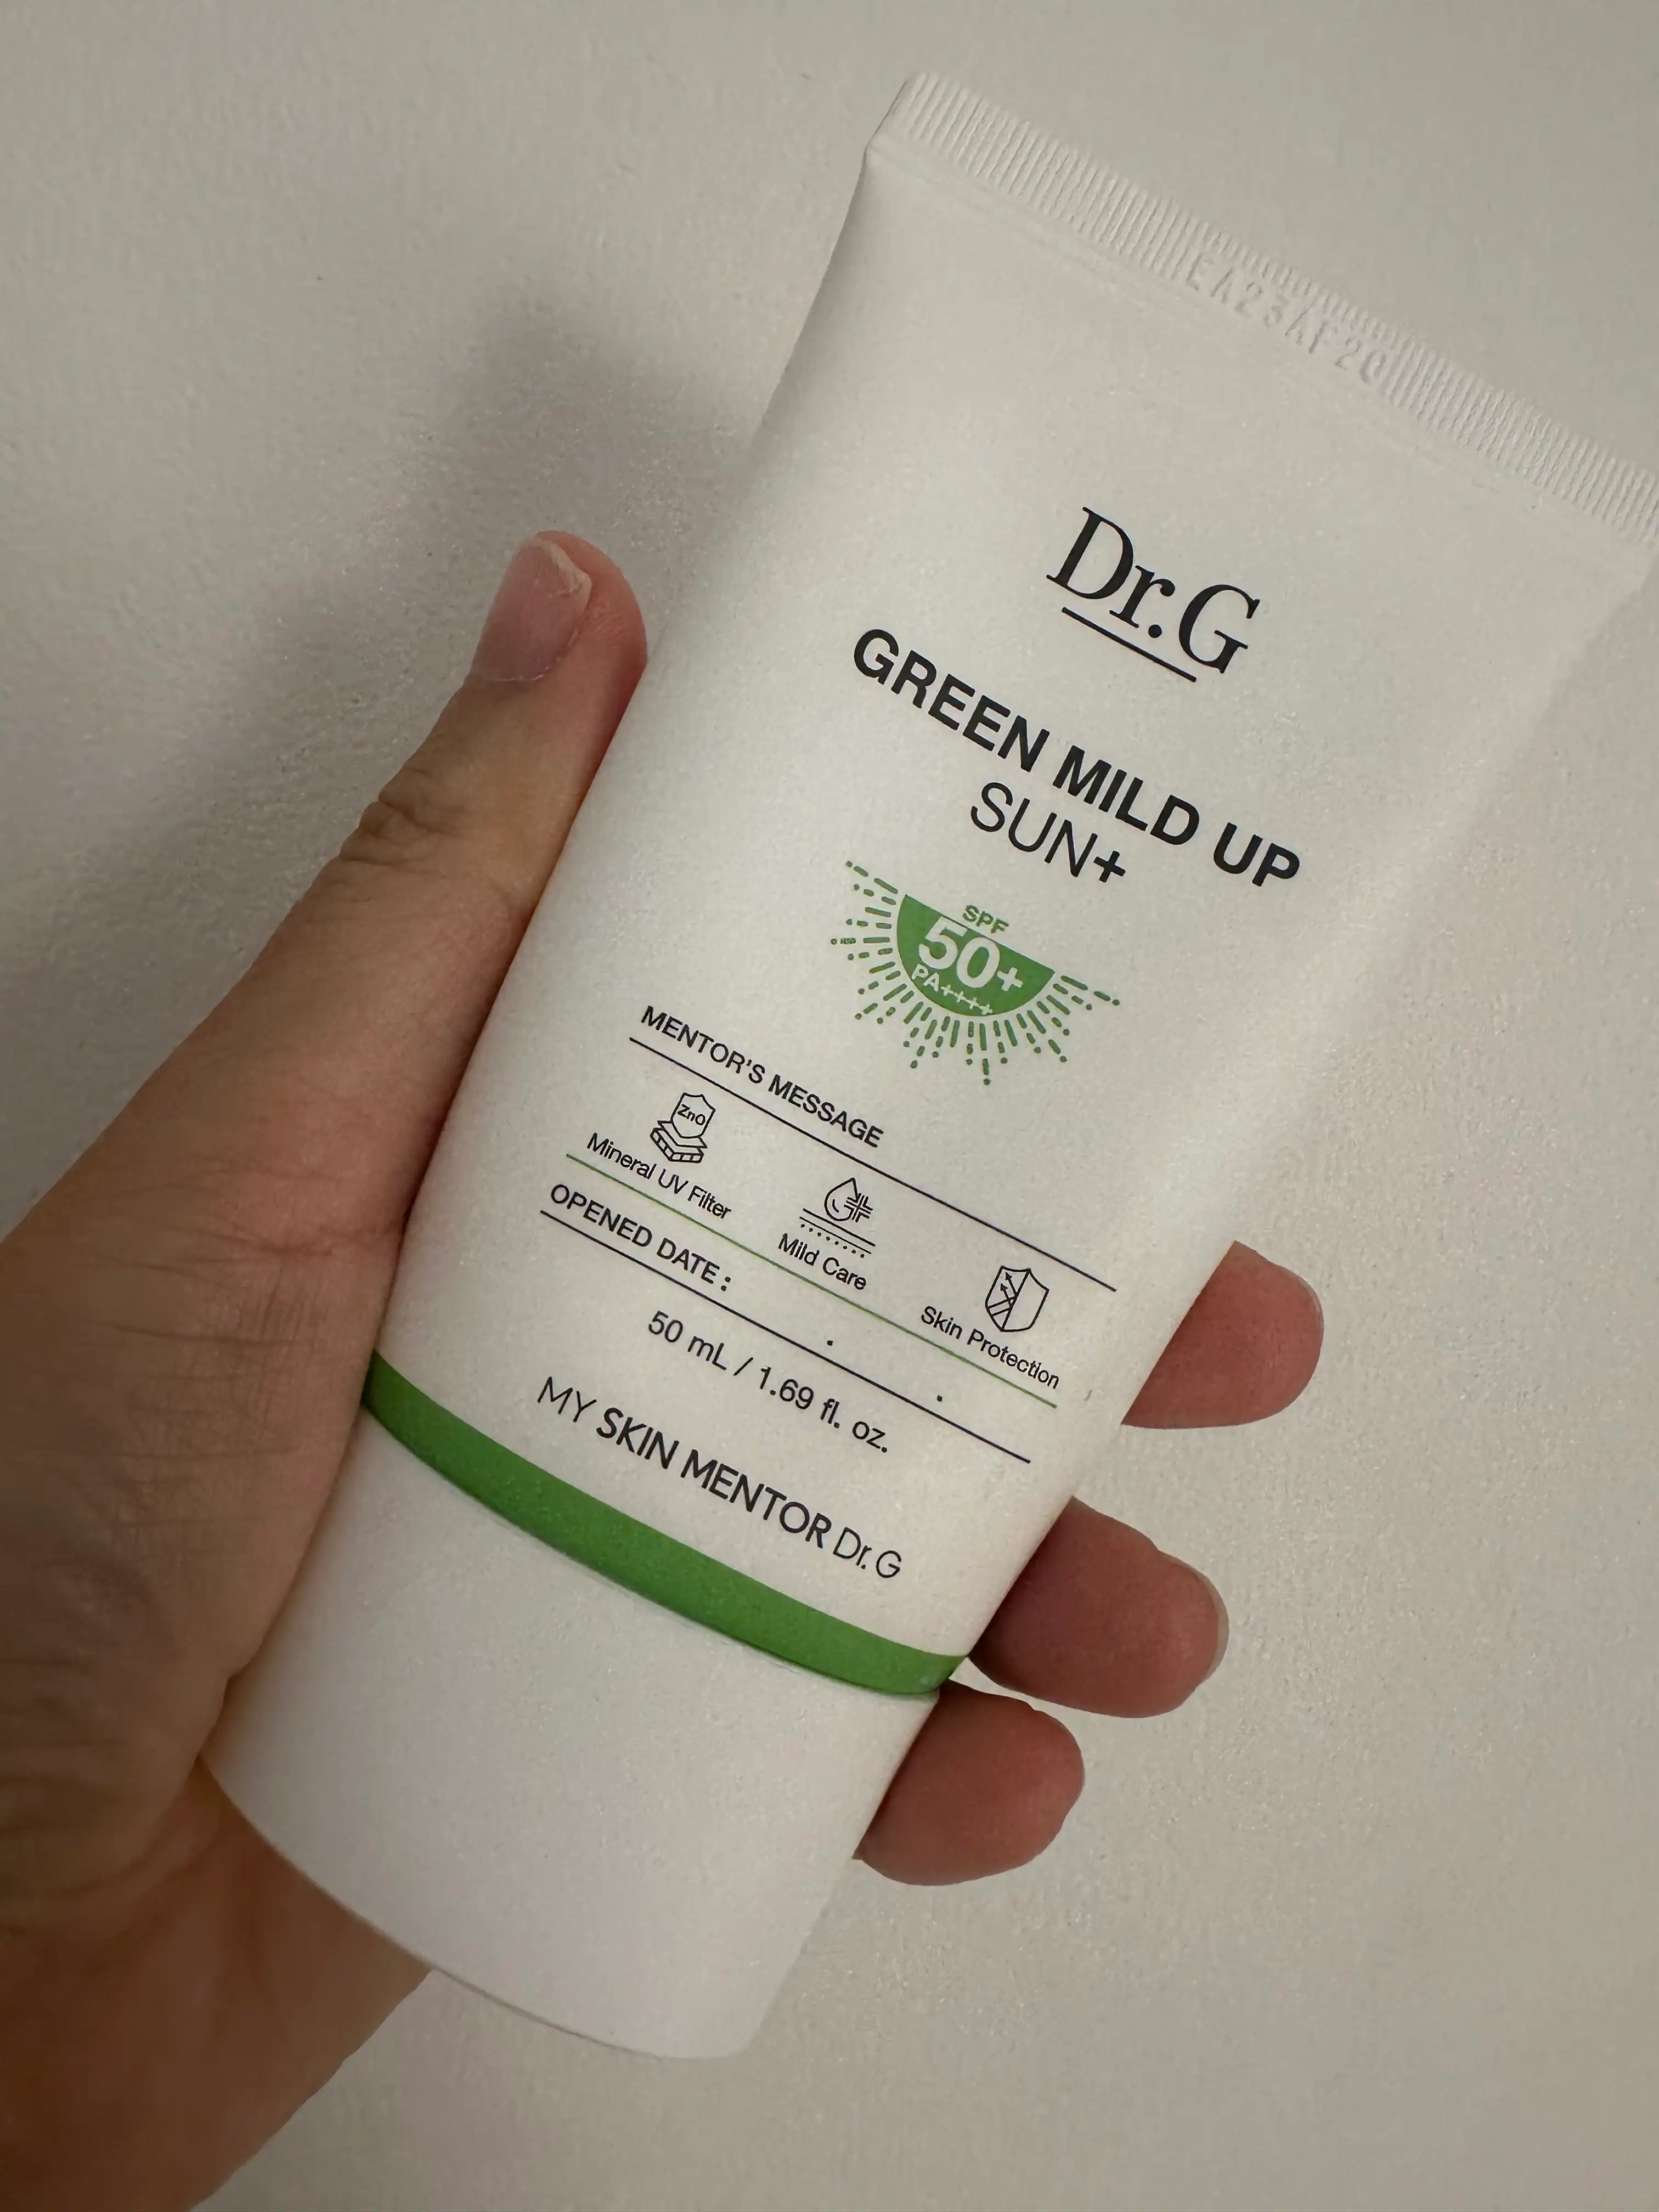 Dr.G
GREEN MILD UP
SUN+
SPF
50+
PA++++
MENTOR'S MESSAGE
ZnO
Mineral UV Filter
Mild Care
Skin Protection
OPENED DATE : . .
50 mL / 1.69 fl. oz.
MY SKIN MENTOR Dr.G